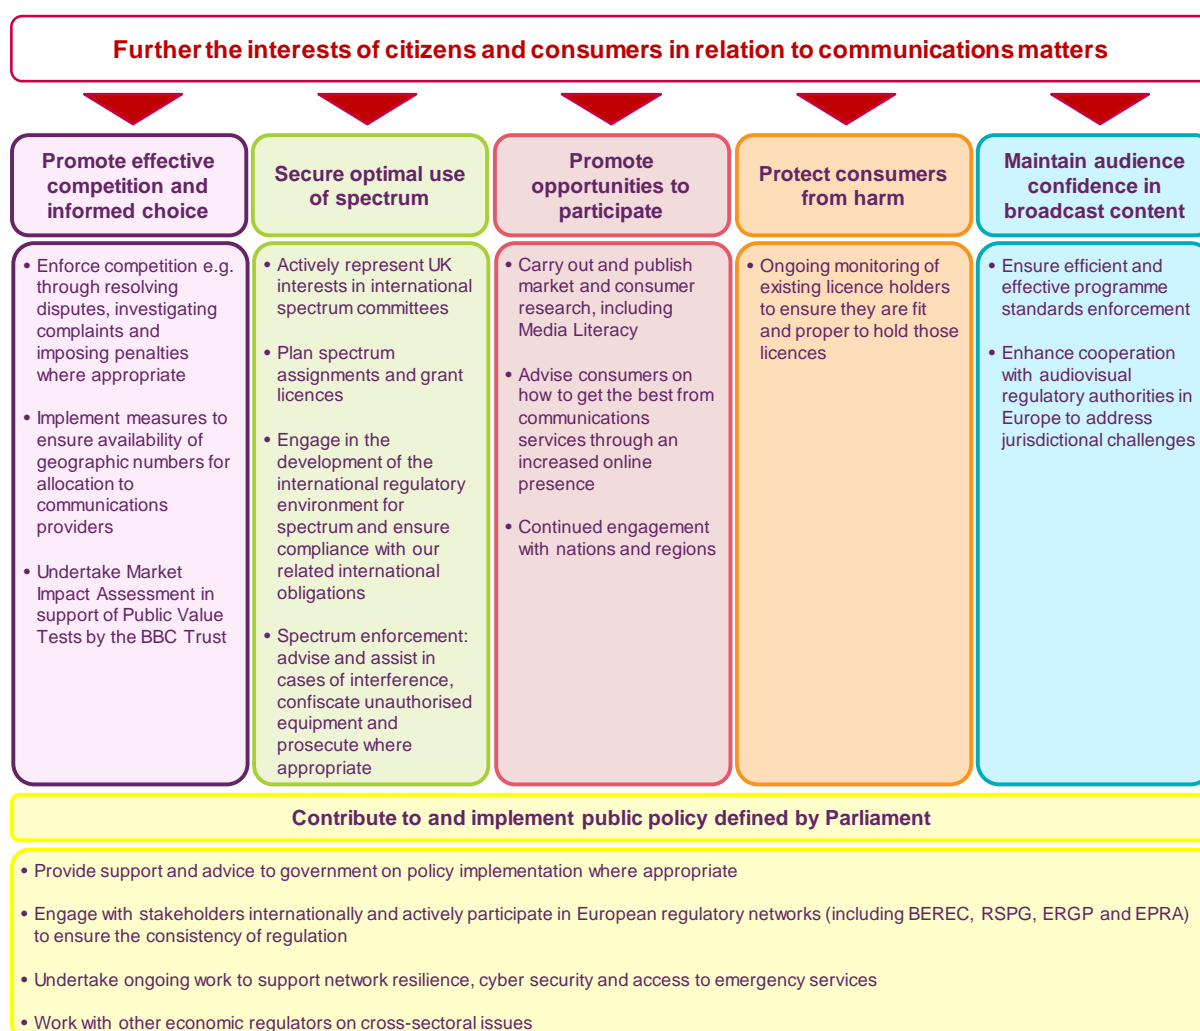 Further the interests of citizens and consumers in relation to communications matters
Promote effective
competition and
informed choice
• Enforce competition e.g.
through resolving
disputes, investigating
complaints and
imposing penalties
where appropriate
• Implement measures to
ensure availability of
geographic numbers for
allocation to
communications
providers
• Undertake Market
Impact Assessment in
support of Public Value
Tests by the BBC Trust
Secure optimal use
of spectrum
• Actively represent UK
interests in international
spectrum committees
• Plan spectrum
assignments and grant
licences
• Engage in the
development of the
international regulatory
environment for
spectrum and ensure
compliance with our
related international
obligations
• Spectrum enforcement:
advise and assist in
cases of interference,
confiscate unauthorised
equipment and
prosecute where
appropriate
Promote
opportunities to
participate
• Carry out and publish
market and consumer
research, including
Media Literacy
• Advise consumers on
how to get the best from
communications
services through an
increased online
presence
• Continued engagement
with nations and regions
Protect consumers
from harm
• Ongoing monitoring of
existing licence holders
to ensure they are fit
and proper to hold those
licences
Maintain audience
confidence in
broadcast content
• Ensure efficient and
effective programme
standards enforcement
• Enhance cooperation
with audiovisual
regulatory authorities in
Europe to address
jurisdictional challenges
Contribute to and implement public policy defined by Parliament
• Provide support and advice to government on policy implementation where appropriate
• Engage with stakeholders internationally and actively participate in European regulatory networks (including BEREC, RSPG, ERGP and EPRA)
to ensure the consistency of regulation
• Undertake ongoing work to support network resilience, cyber security and access to emergency services
• Work with other economic regulators on cross-sectoral issues